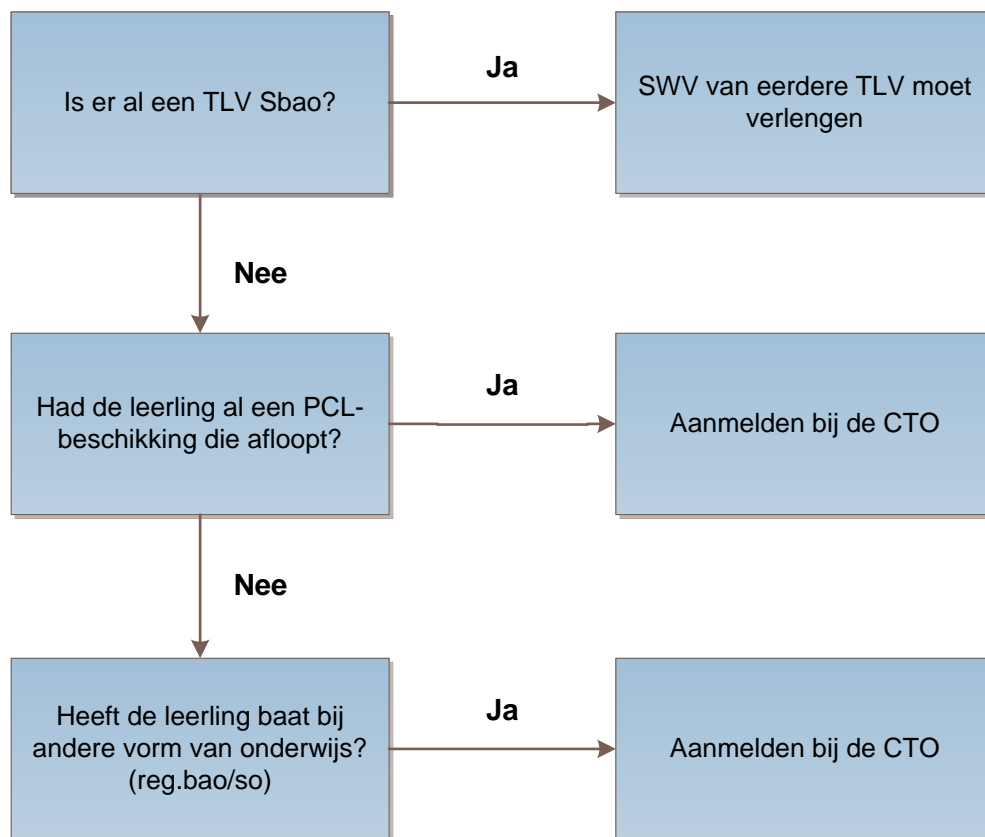 Is er al een TLV Sbao?
Ja
SWV van eerdere TLV moet
verlengen
Nee
Had de leerling al een PCL-
beschikking die afloopt?
Ja
Aanmelden bij de CTO
Nee
Heeft de leerling baat bij
andere vorm van onderwijs?
(reg.bao/so)
Ja
Aanmelden bij de CTO